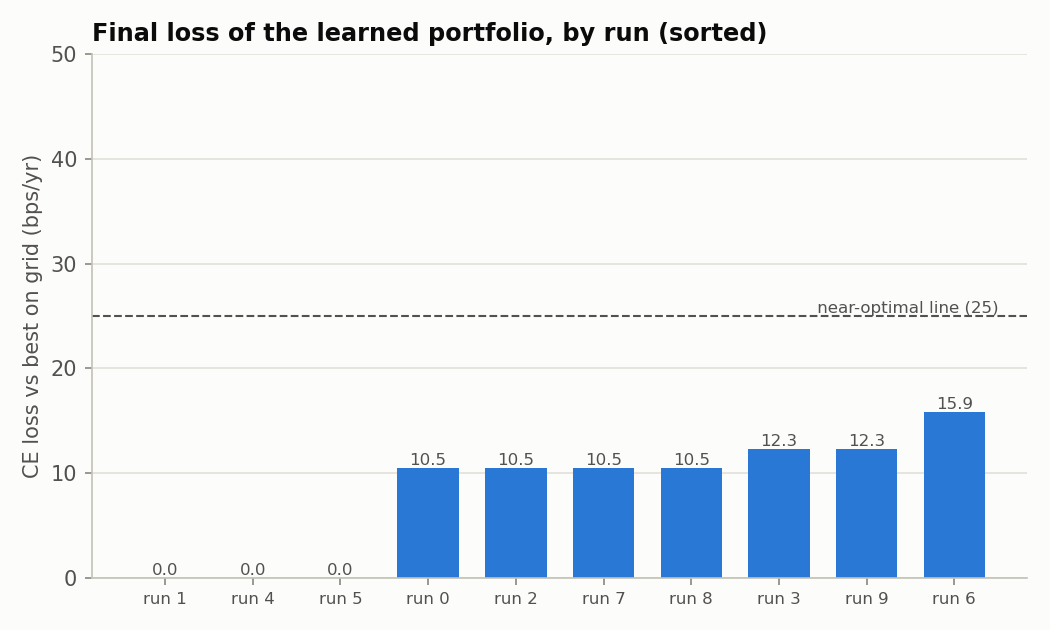 Final loss of the learned portfolio, by run (sorted)
CE loss vs best on grid (bps/yr)
50
40
30
20
10
0
near-optimal line (25)
0.0 0.0 0.0 10.5 10.5 10.5 10.5 12.3 12.3 15.9
run 1 run 4 run 5 run 0 run 2 run 7 run 8 run 3 run 9 run 6